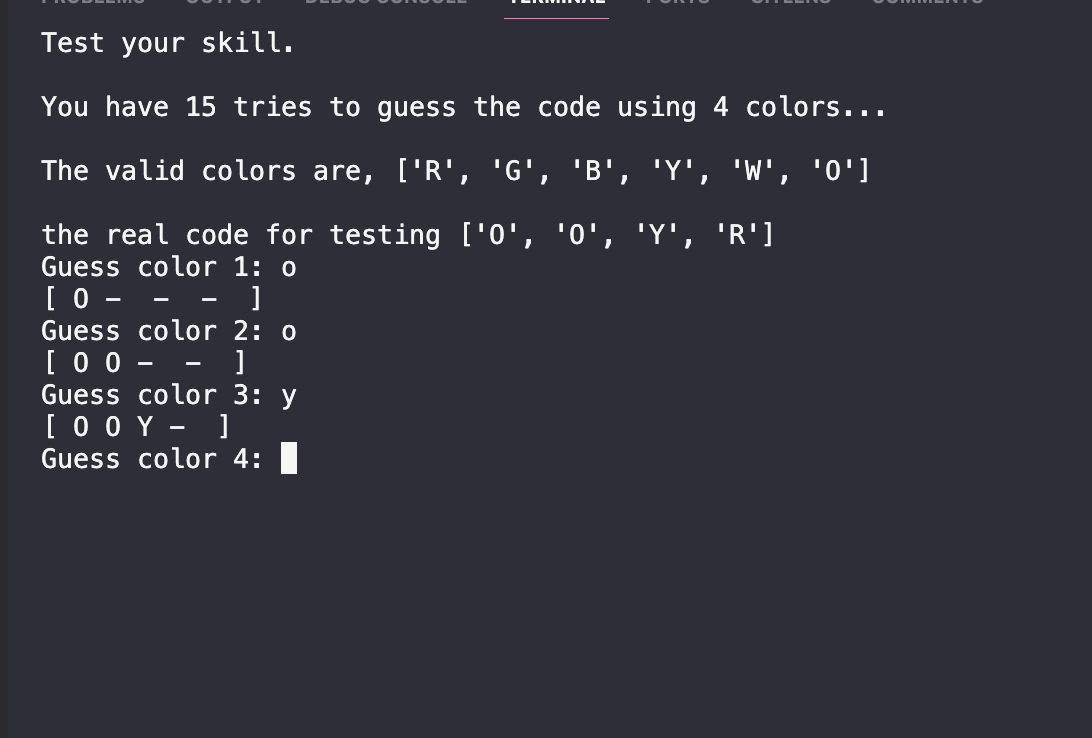 PROBLEMS OUTPUT DEBUG CONSOLE TERMINAL PORTS GITLENS COMMENTS
Test your skill.
You have 15 tries to guess the code using 4 colors...
The valid colors are, ['R', 'G', 'B', 'Y', 'W', 'O']
the real code for testing ['O', 'O', 'Y', 'R']
Guess color 1: o
[ O –  –  –  ]
Guess color 2: o
[ O O –  –  ]
Guess color 3: y
[ O O Y –  ]
Guess color 4: